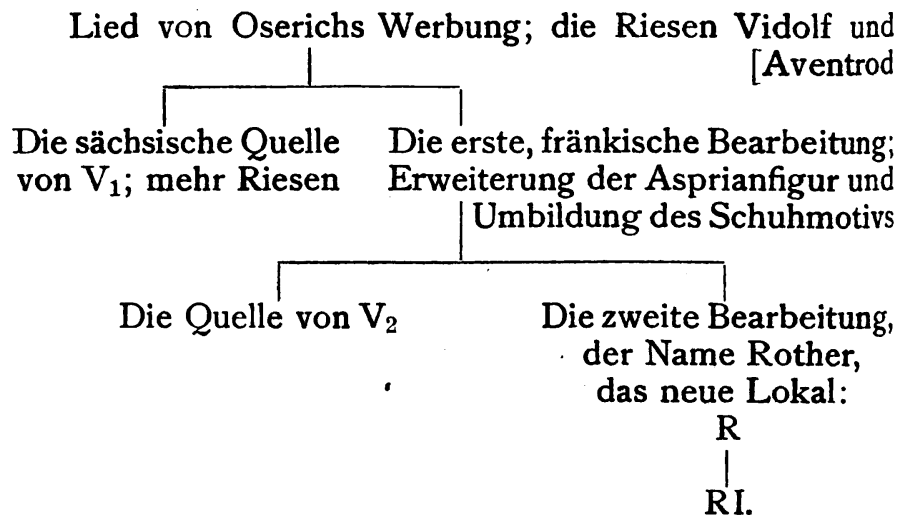 Lied von Oserichs Werbung; die Riesen Vidolf und
[Aventrod
Die sächsische Quelle
von V₁; mehr Riesen
Die erste, fränkische Bearbeitung;
Erweiterung der Asprianfigur und
Umbildung des Schuhmotivs
Die Quelle von V₂
Die zweite Bearbeitung,
der Name Rother,
das neue Lokal:
R
RI.